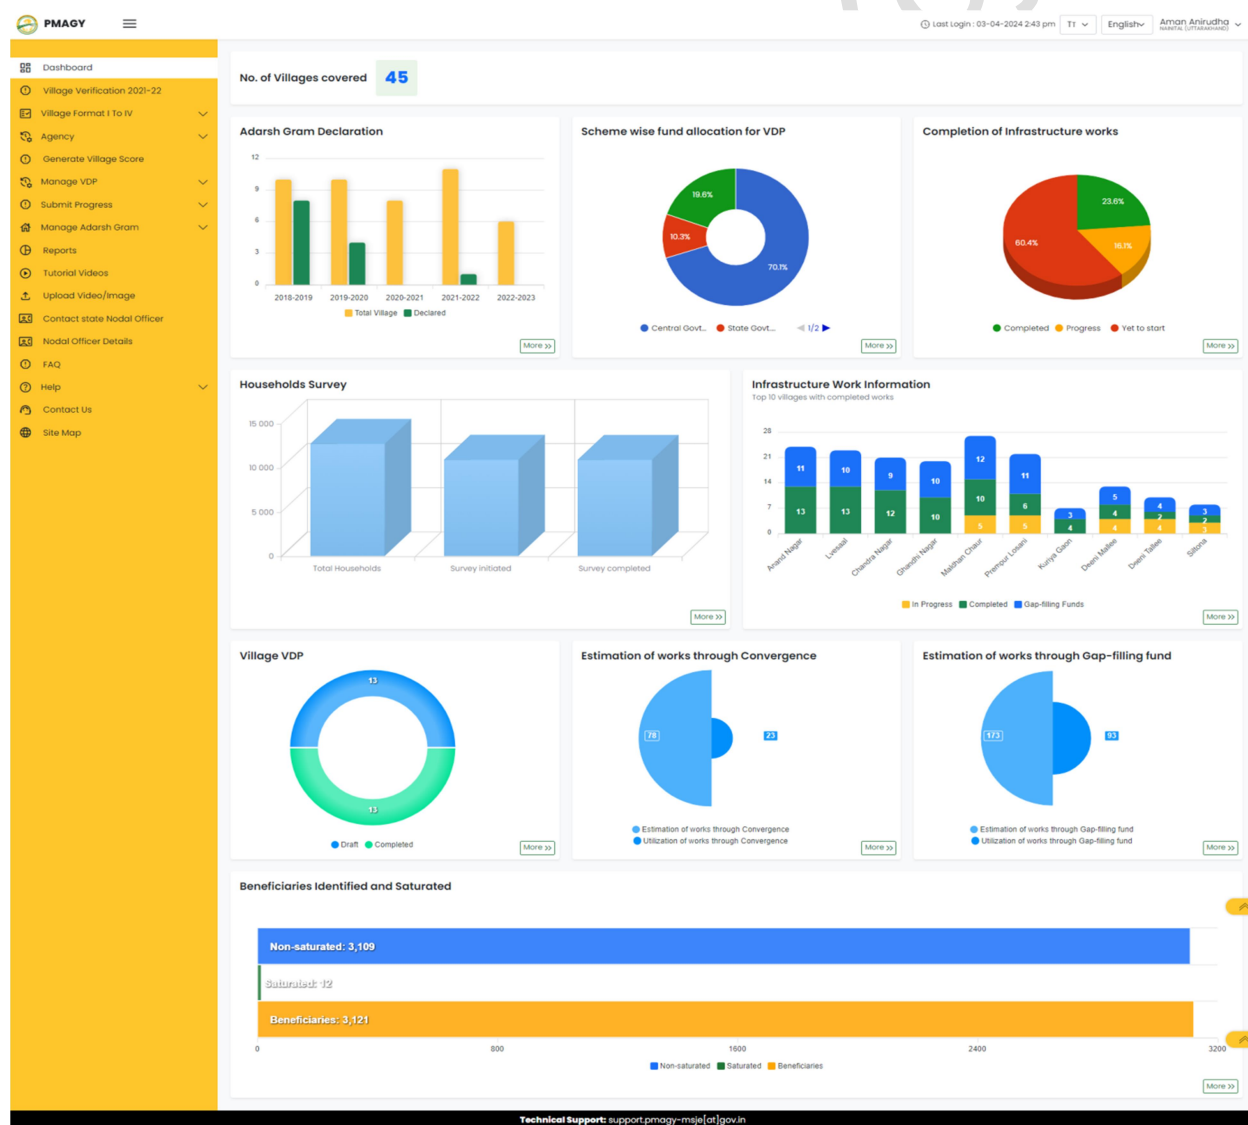 PMAGY
Last Login : 03-04-2024 2:43 pm
TT
English
Aman Anirudha
NAINITAL (UTTARAKHAND)
Dashboard
Village Verification 2021-22
Village Format I To IV
Agency
Generate Village Score
Manage VDP
Submit Progress
Manage Adarsh Gram
Reports
Tutorial Videos
Upload Video/Image
Contact state Nodal Officer
Nodal Officer Details
FAQ
Help
Contact Us
Site Map
No. of Villages covered 45
Adarsh Gram Declaration
12
9
6
3
0
2018-2019 2019-2020 2020-2021 2021-2022 2022-2023
Total Village Declared
More »
Scheme wise fund allocation for VDP
19.6%
10.3%
70.1%
Central Govt... State Govt... 1/2
More »
Completion of Infrastructure works
23.6%
60.4%
16.1%
Completed Progress Yet to start
More »
Households Survey
15 000
10 000
5 000
0
Total Households Survey initiated Survey completed
More »
Infrastructure Work Information
Top 10 villages with completed works
28
21
14
7
0
11 10 9 10 12 11 3 5 4 3
13 13 12 10 10 6 4 4 2 2
5 5 4 4 3
Anand Nagar Lvesaal Chandra Nagar Ghandhi Nagar Maldhan Chaur Prempur Losani Kuriya Gaon Deeni Mallee Deeni Tallee Siltona
In Progress Completed Gap-filling Funds
More »
Village VDP
13
13
Draft Completed
More »
Estimation of works through Convergence
78 23
Estimation of works through Convergence
Utilization of works through Convergence
More »
Estimation of works through Gap-filling fund
173 93
Estimation of works through Gap-filling fund
Utilization of works through Gap-filling fund
More »
Beneficiaries Identified and Saturated
Non-saturated: 3,109
Saturated: 12
Beneficiaries: 3,121
0 800 1600 2400 3200
Non-saturated Saturated Beneficiaries
More »
Technical Support: support.pmagy-msje[at]gov.in